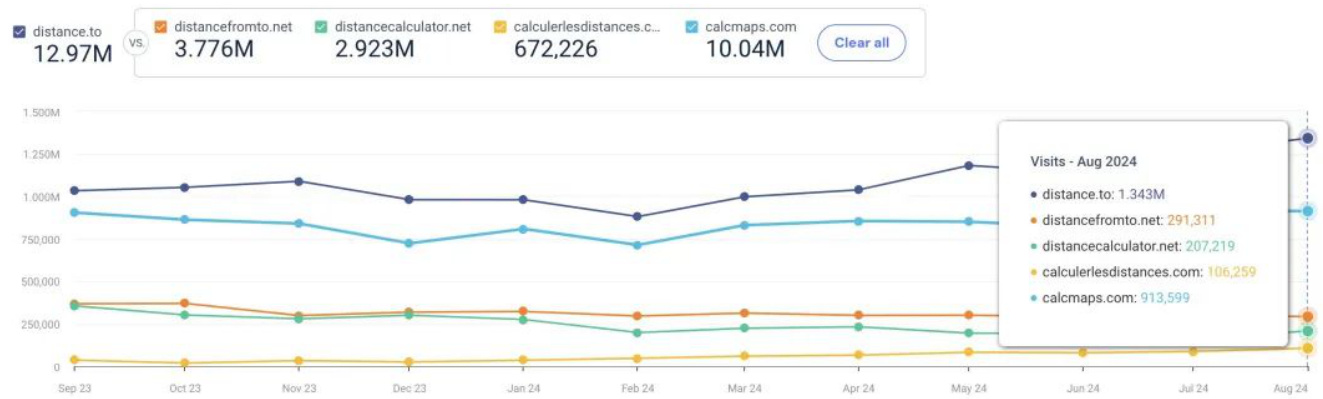 distance.to
12.97M
VS.
distancefromto.net
3.776M
distancecalculator.net
2.923M
calculerlesdistances.c...
672,226
calcmaps.com
10.04M
Clear all
1.500M
1.250M
1.000M
750,000
500,000
250,000
0
Visits - Aug 2024
distance.to: 1.343M
distancefromto.net: 291,311
distancecalculator.net: 207,219
calculerlesdistances.com: 106,259
calcmaps.com: 913,599
Sep 23 Oct 23 Nov 23 Dec 23 Jan 24 Feb 24 Mar 24 Apr 24 May 24 Jun 24 Jul 24 Aug 24